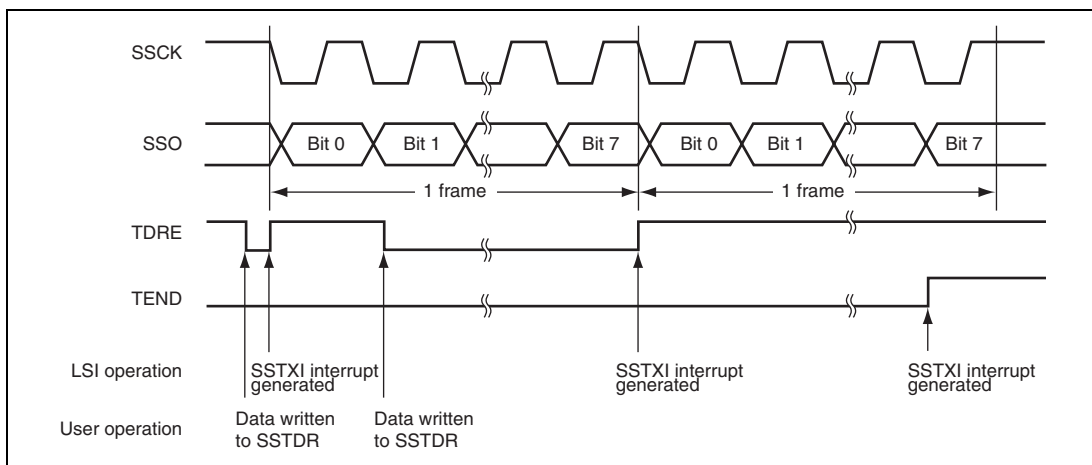 SSCK
SSO
Bit 0
Bit 1
Bit 7
Bit 0
Bit 1
Bit 7
1 frame
1 frame
TDRE
TEND
LSI operation
SSTXI interrupt
generated
SSTXI interrupt
generated
SSTXI interrupt
generated
User operation
Data written
to SSTDR
Data written
to SSTDR